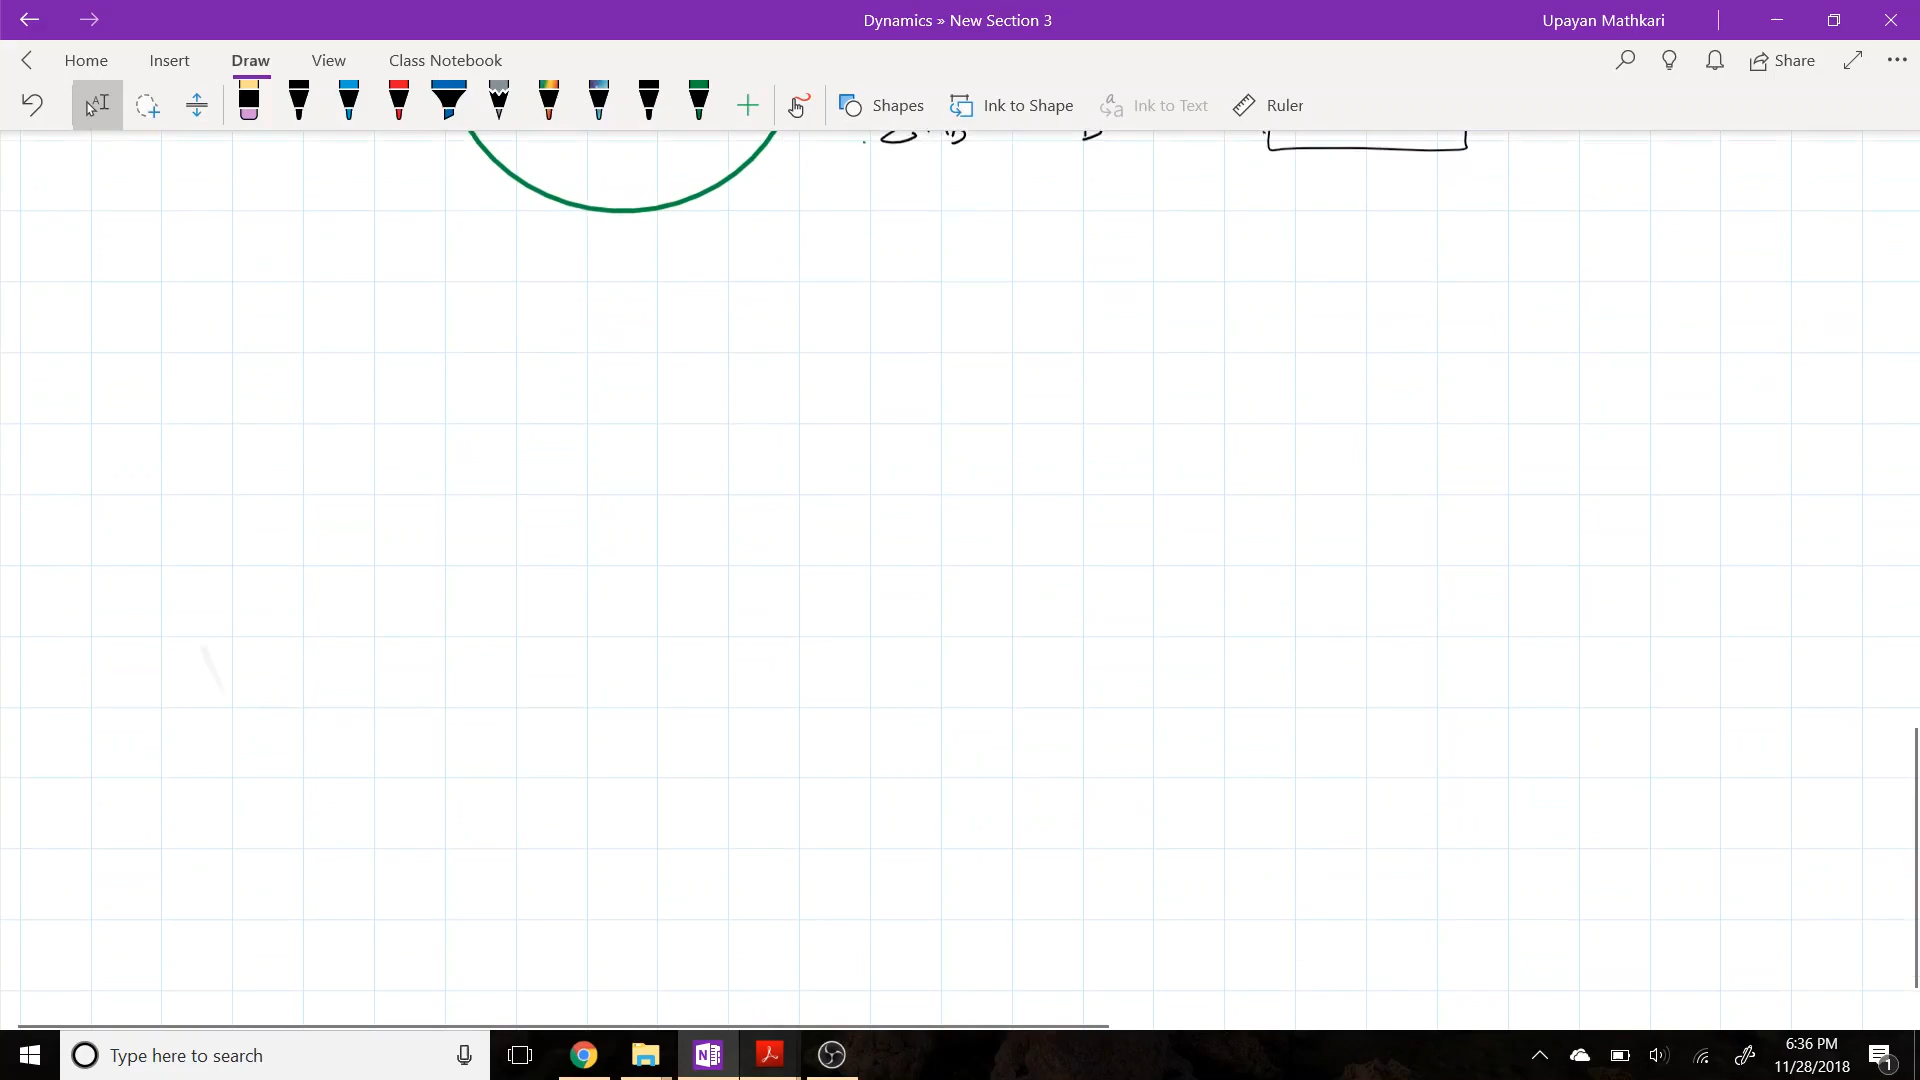 Dynamics » New Section 3
Upayan Mathkari
Home Insert Draw View Class Notebook
Share
Shapes Ink to Shape Ink to Text Ruler
Type here to search
6:36 PM
11/28/2018
1